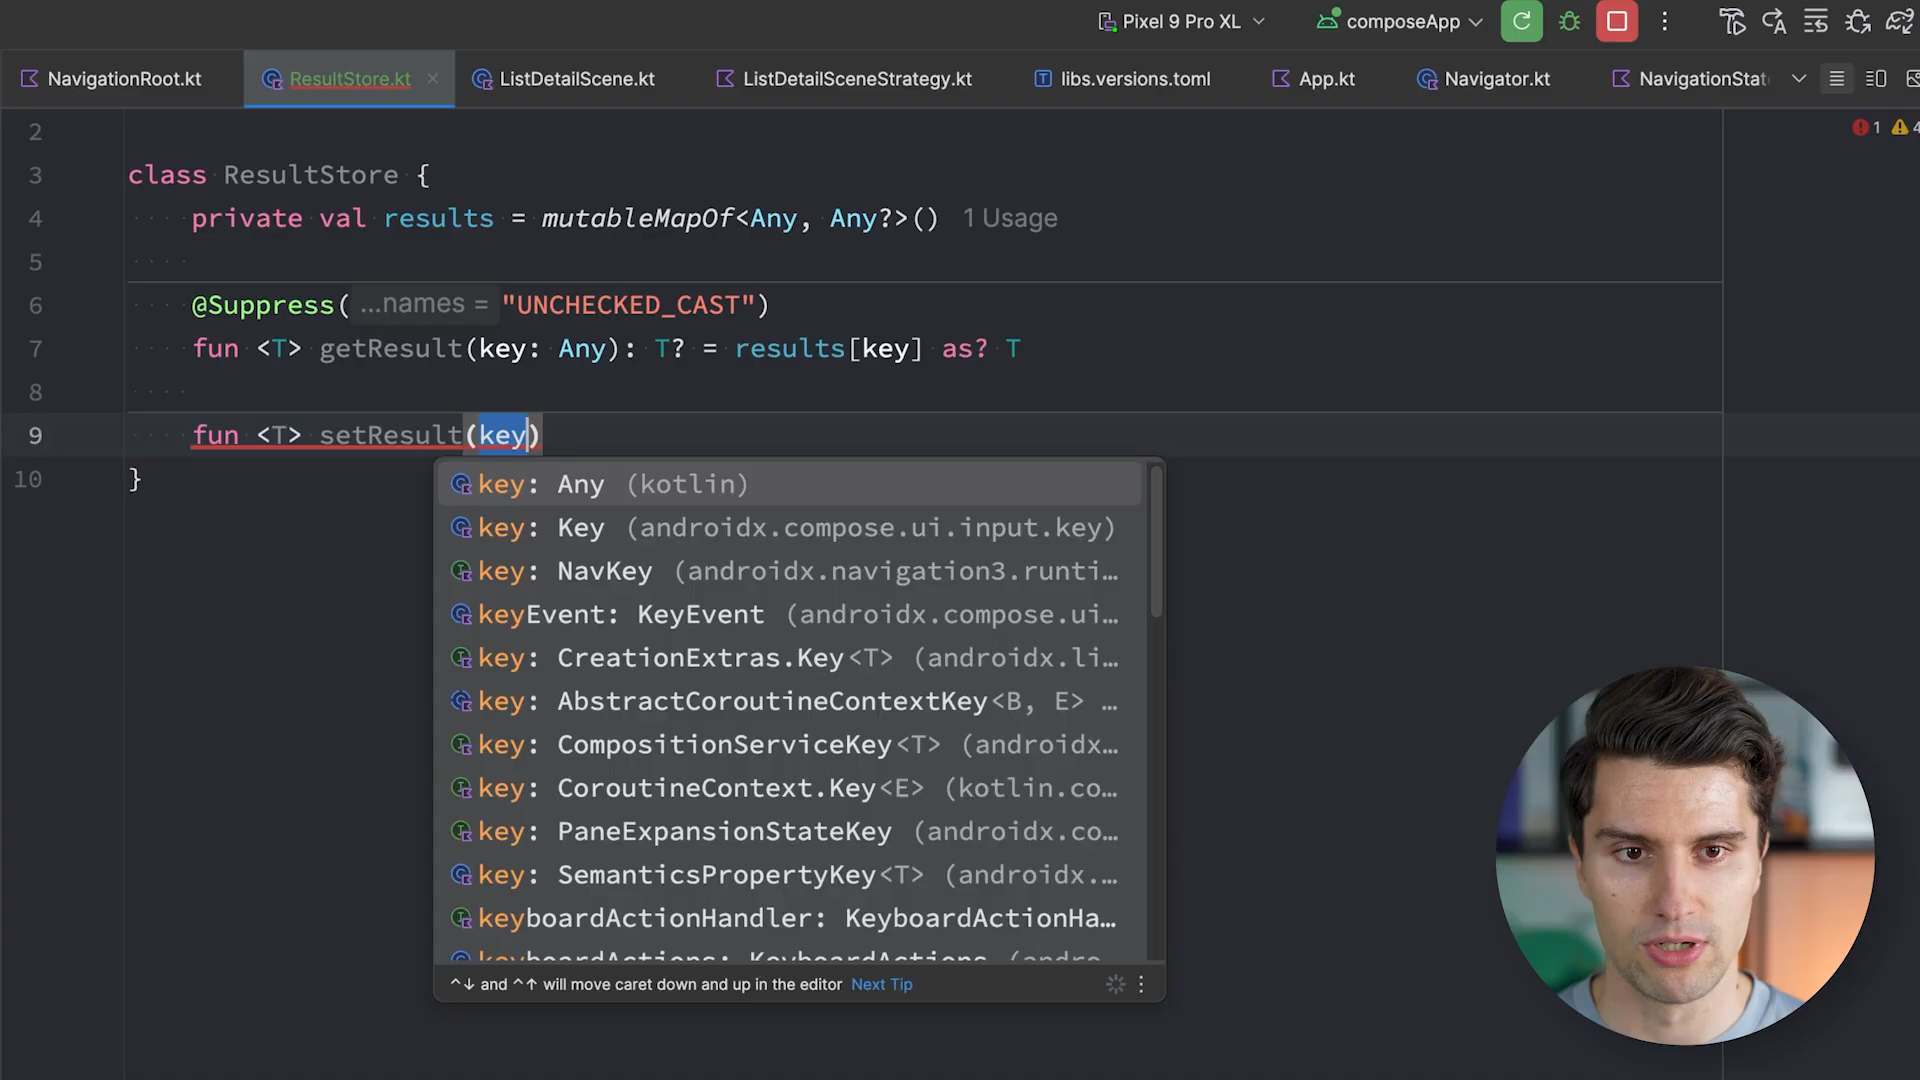 Pixel 9 Pro XL
composeApp
NavigationRoot.kt
ResultStore.kt
ListDetailScene.kt
ListDetailSceneStrategy.kt
libs.versions.toml
App.kt
Navigator.kt
NavigationStat
1
4
2
3 class ResultStore {
4 private val results = mutableMapOf<Any, Any?>() 1 Usage
5
6 @Suppress(...names = "UNCHECKED_CAST")
7 fun <T> getResult(key: Any): T? = results[key] as? T
8
9 fun <T> setResult(key)
10 }
key: Any (kotlin)
key: Key (androidx.compose.ui.input.key)
key: NavKey (androidx.navigation3.runti...
keyEvent: KeyEvent (androidx.compose.ui...
key: CreationExtras.Key<T> (androidx.li...
key: AbstractCoroutineContextKey<B, E> ...
key: CompositionServiceKey<T> (androidx...
key: CoroutineContext.Key<E> (kotlin.co...
key: PaneExpansionStateKey (androidx.co...
key: SemanticsPropertyKey<T> (androidx....
keyboardActionHandler: KeyboardActionHa...
keyboardActions: KeyboardActions (andro
^↓ and ^↑ will move caret down and up in the editor Next Tip